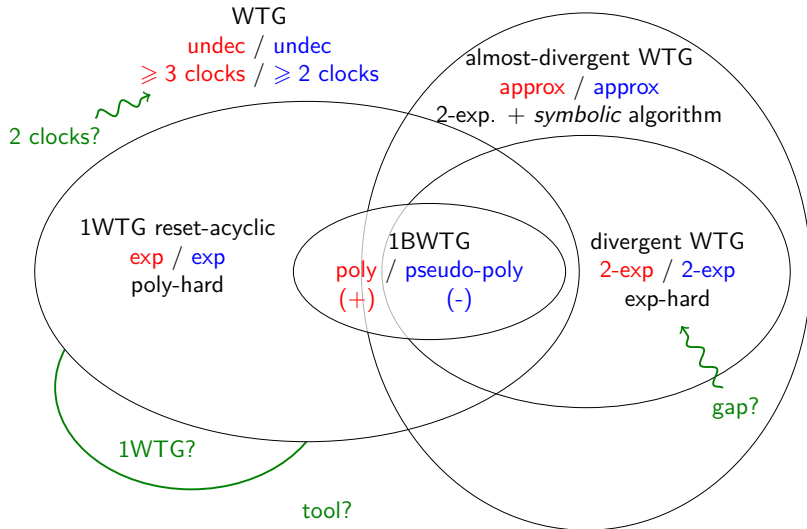 WTG
undec / undec
⩾ 3 clocks / ⩾ 2 clocks
almost-divergent WTG
approx / approx
2-exp. + symbolic algorithm
2 clocks?
1WTG reset-acyclic
exp / exp
poly-hard
1BWTG
poly / pseudo-poly
(+) (-)
divergent WTG
2-exp / 2-exp
exp-hard
gap?
1WTG?
tool?